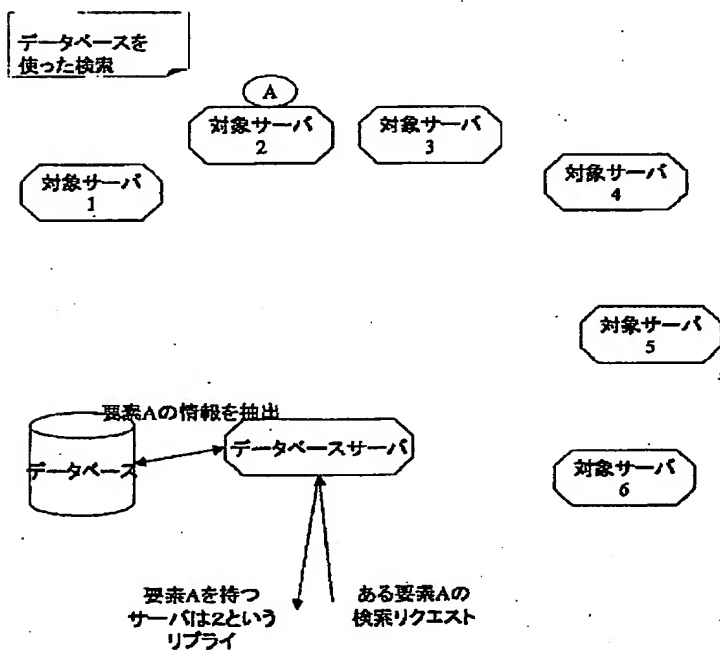 データベースを
使った検索
A
対象サーバ
2
対象サーバ
3
対象サーバ
1
対象サーバ
4
対象サーバ
5
要素Aの情報を抽出
データベース
データベースサーバ
対象サーバ
6
要素Aを持つ
サーバは2という
リプライ
ある要素Aの
検索リクエスト